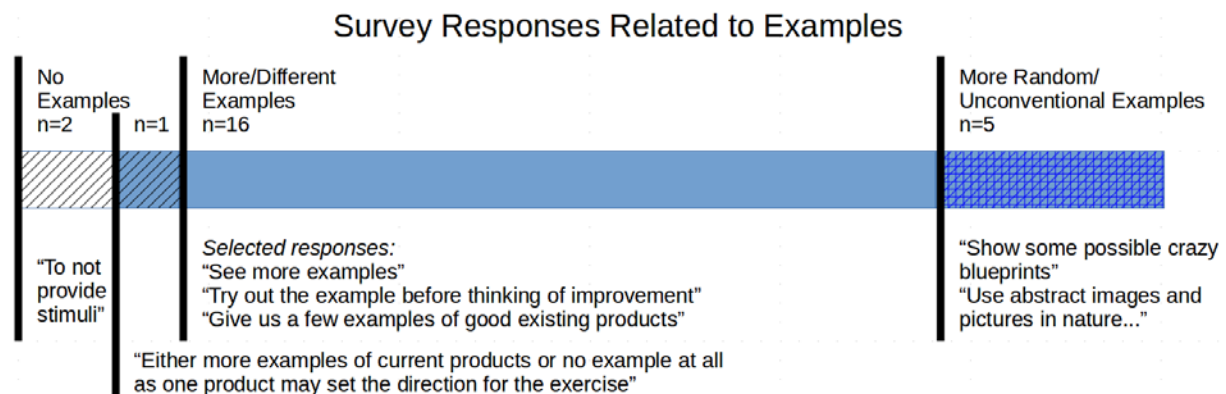 Survey Responses Related to Examples
No
Examples
n=2
n=1
More/Different
Examples
n=16
More Random/
Unconventional Examples
n=5
“To not
provide
stimuli”
Selected responses:
“See more examples”
“Try out the example before thinking of improvement”
“Give us a few examples of good existing products”
“Show some possible crazy
blueprints”
“Use abstract images and
pictures in nature...”
“Either more examples of current products or no example at all
as one product may set the direction for the exercise”